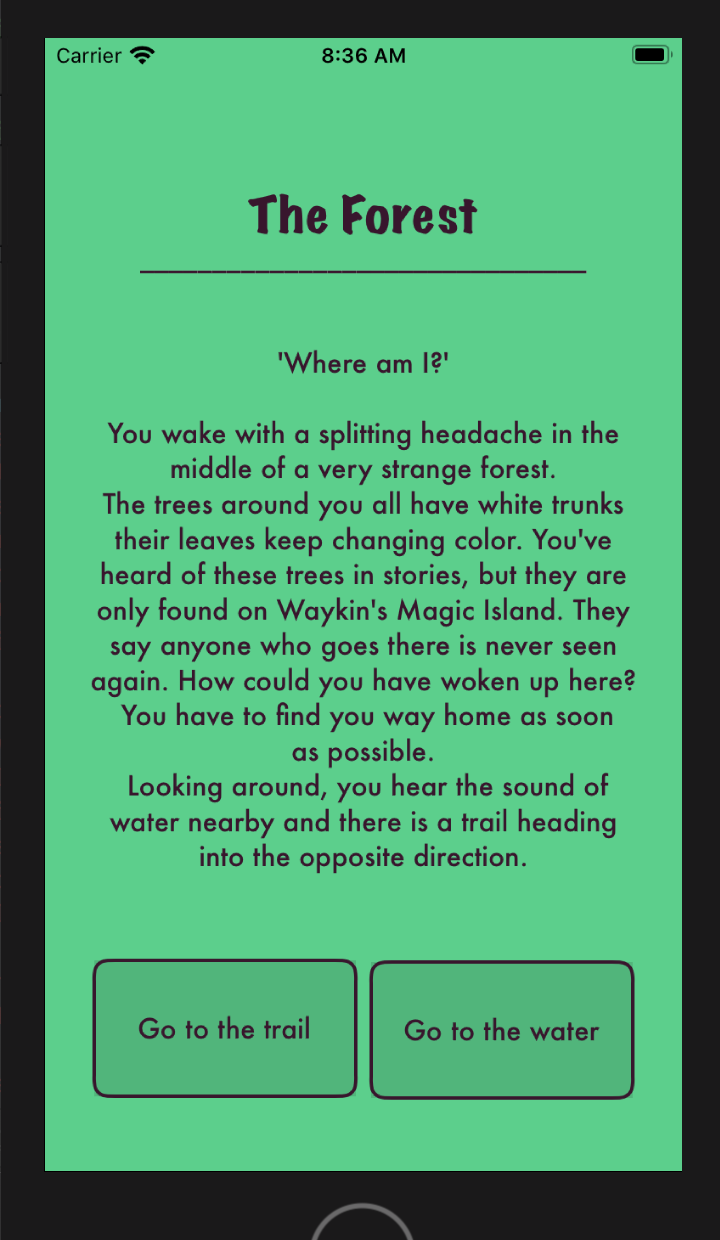 Carrier
8:36 AM
The Forest
'Where am I?'
You wake with a splitting headache in the
middle of a very strange forest.
The trees around you all have white trunks
their leaves keep changing color. You've
heard of these trees in stories, but they are
only found on Waykin's Magic Island. They
say anyone who goes there is never seen
again. How could you have woken up here?
You have to find you way home as soon
as possible.
Looking around, you hear the sound of
water nearby and there is a trail heading
into the opposite direction.
Go to the trail
Go to the water